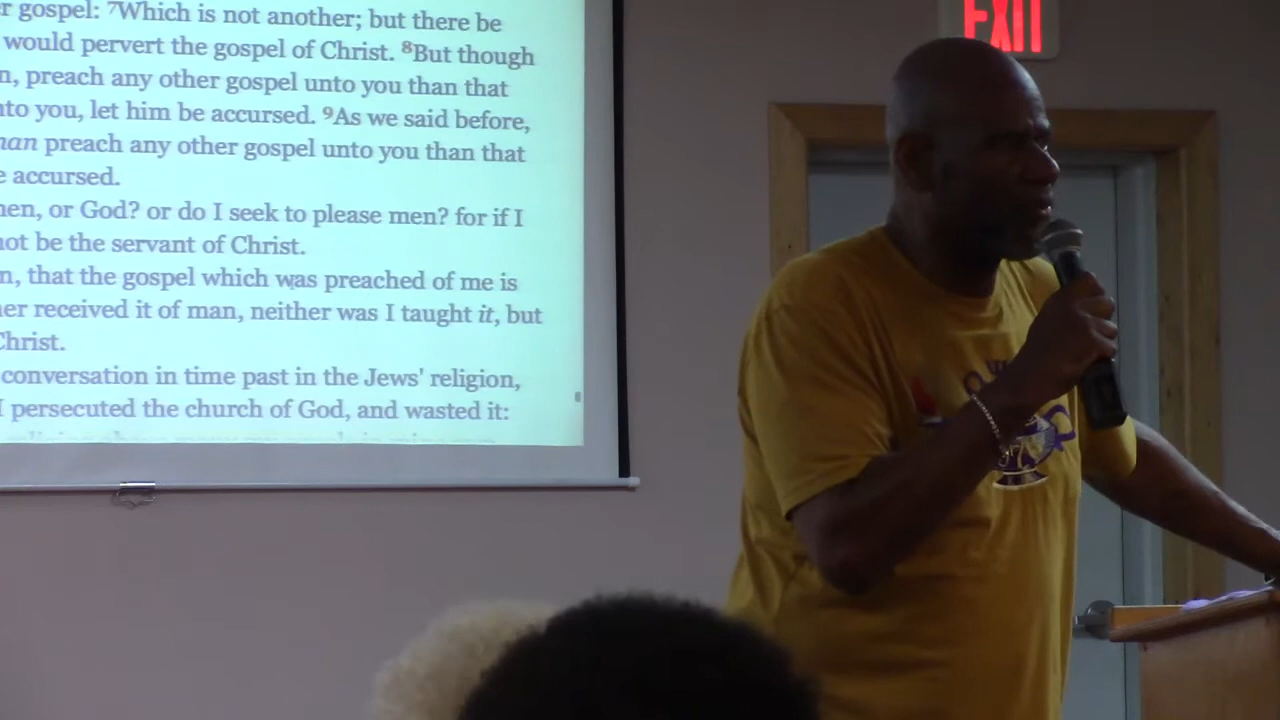 r gospel: ⁷Which is not another; but there be
would pervert the gospel of Christ. ⁸But though
n, preach any other gospel unto you than that
to you, let him be accursed. ⁹As we said before,
an preach any other gospel unto you than that
e accursed.
en, or God? or do I seek to please men? for if I
ot be the servant of Christ.
n, that the gospel which was preached of me is
er received it of man, neither was I taught it, but
Christ.
conversation in time past in the Jews' religion,
I persecuted the church of God, and wasted it:
EXIT